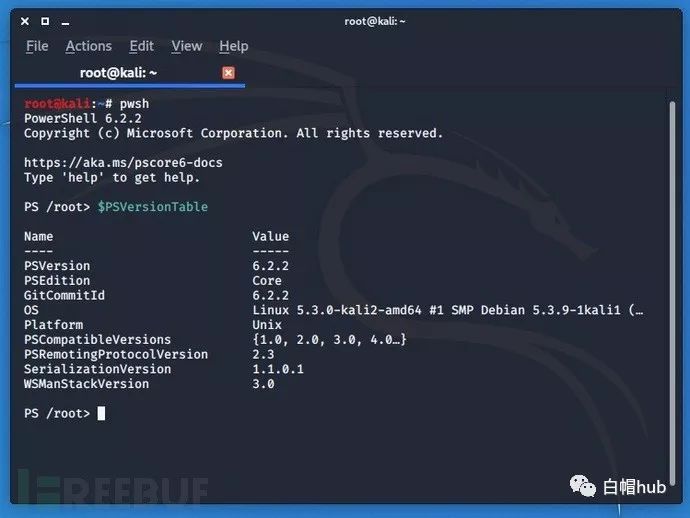 root@kali: ~
File Actions Edit View Help
root@kali: ~
root@kali:~# pwsh
PowerShell 6.2.2
Copyright (c) Microsoft Corporation. All rights reserved.
https://aka.ms/pscore6-docs
Type 'help' to get help.
PS /root> $PSVersionTable
Name Value
---- -----
PSVersion 6.2.2
PSEdition Core
GitCommitId 6.2.2
OS Linux 5.3.0-kali2-amd64 #1 SMP Debian 5.3.9-1kali1 (…
Platform Unix
PSCompatibleVersions {1.0, 2.0, 3.0, 4.0…}
PSRemotingProtocolVersion 2.3
SerializationVersion 1.1.0.1
WSManStackVersion 3.0
PS /root>
FREEBUF
白帽hub